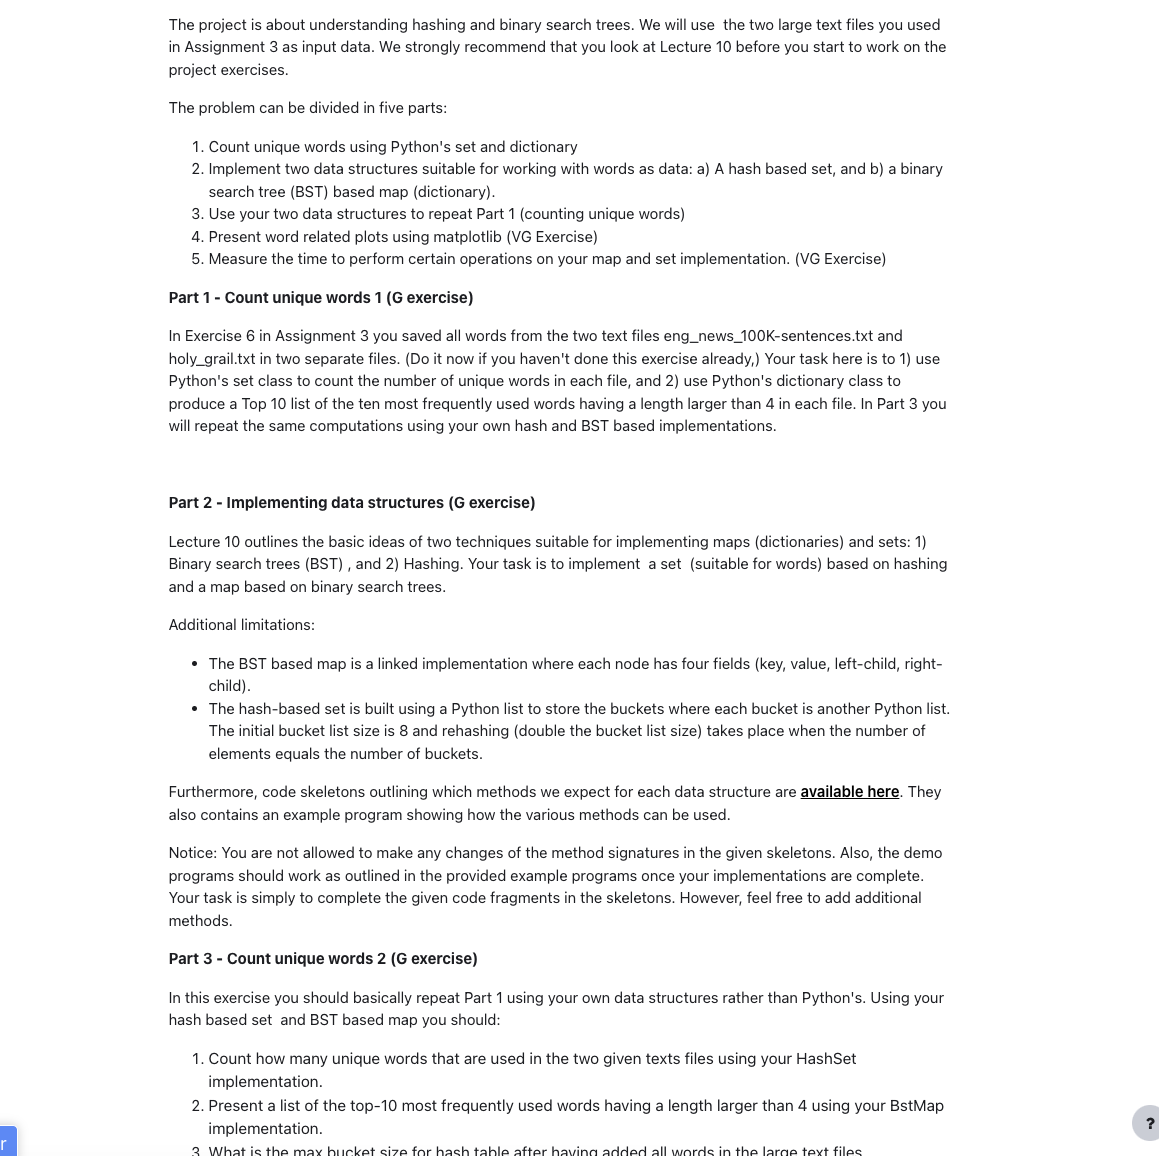 The project is about understanding hashing and binary search trees. We will use  the two large text files you used
in Assignment 3 as input data. We strongly recommend that you look at Lecture 10 before you start to work on the
project exercises.
The problem can be divided in five parts:
1. Count unique words using Python's set and dictionary
2. Implement two data structures suitable for working with words as data: a) A hash based set, and b) a binary
search tree (BST) based map (dictionary).
3. Use your two data structures to repeat Part 1 (counting unique words)
4. Present word related plots using matplotlib (VG Exercise)
5. Measure the time to perform certain operations on your map and set implementation. (VG Exercise)
Part 1 - Count unique words 1 (G exercise)
In Exercise 6 in Assignment 3 you saved all words from the two text files eng_news_100K-sentences.txt and
holy_grail.txt in two separate files. (Do it now if you haven't done this exercise already,) Your task here is to 1) use
Python's set class to count the number of unique words in each file, and 2) use Python's dictionary class to
produce a Top 10 list of the ten most frequently used words having a length larger than 4 in each file. In Part 3 you
will repeat the same computations using your own hash and BST based implementations.
Part 2 - Implementing data structures (G exercise)
Lecture 10 outlines the basic ideas of two techniques suitable for implementing maps (dictionaries) and sets: 1)
Binary search trees (BST) , and 2) Hashing. Your task is to implement  a set  (suitable for words) based on hashing
and a map based on binary search trees.
Additional limitations:
• The BST based map is a linked implementation where each node has four fields (key, value, left-child, right-
child).
• The hash-based set is built using a Python list to store the buckets where each bucket is another Python list.
The initial bucket list size is 8 and rehashing (double the bucket list size) takes place when the number of
elements equals the number of buckets.
Furthermore, code skeletons outlining which methods we expect for each data structure are available here. They
also contains an example program showing how the various methods can be used.
Notice: You are not allowed to make any changes of the method signatures in the given skeletons. Also, the demo
programs should work as outlined in the provided example programs once your implementations are complete.
Your task is simply to complete the given code fragments in the skeletons. However, feel free to add additional
methods.
Part 3 - Count unique words 2 (G exercise)
In this exercise you should basically repeat Part 1 using your own data structures rather than Python's. Using your
hash based set  and BST based map you should:
1. Count how many unique words that are used in the two given texts files using your HashSet
implementation.
2. Present a list of the top-10 most frequently used words having a length larger than 4 using your BstMap
implementation.
3. What is the max bucket size for hash table after having added all words in the large text files
r
?